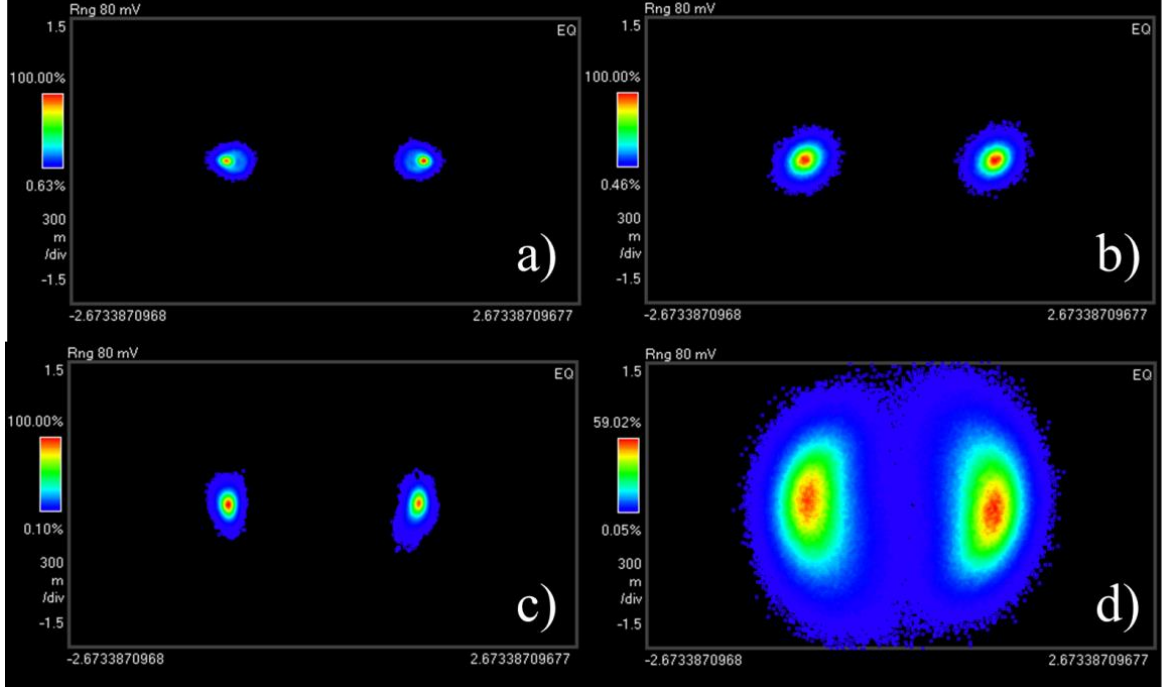 Rng 80 mV
1.5
EQ
100.00%
0.63%
300
m
/div
-1.5
a)
-2.6733870968
2.6733709677
Rng 80 mV
1.5
EQ
100.00%
0.46%
300
m
/div
-1.5
b)
-2.6733870968
2.67338709677
Rng 80 mV
1.5
EQ
100.00%
0.10%
300
m
/div
-1.5
c)
-2.6733870968
2.67338709677
Rng 80 mV
1.5
EQ
59.02%
0.05%
300
m
/div
-1.5
d)
-2.6733870968
2.67338709677